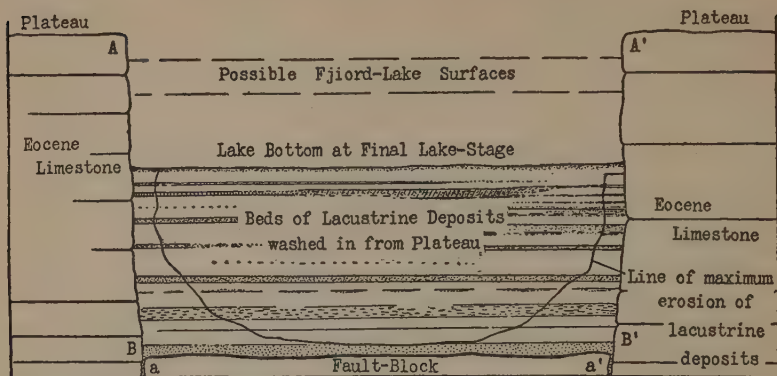 Plateau
Plateau
A
A'
Possible Fjiord-Lake Surfaces
Eocene
Limestone
Lake Bottom at Final Lake-Stage
Beds of Lacustrine Deposits
washed in from Plateau
Eocene
Limestone
Line of maximum
erosion of
lacustrine
deposits
B
B'
a
Fault-Block
a'